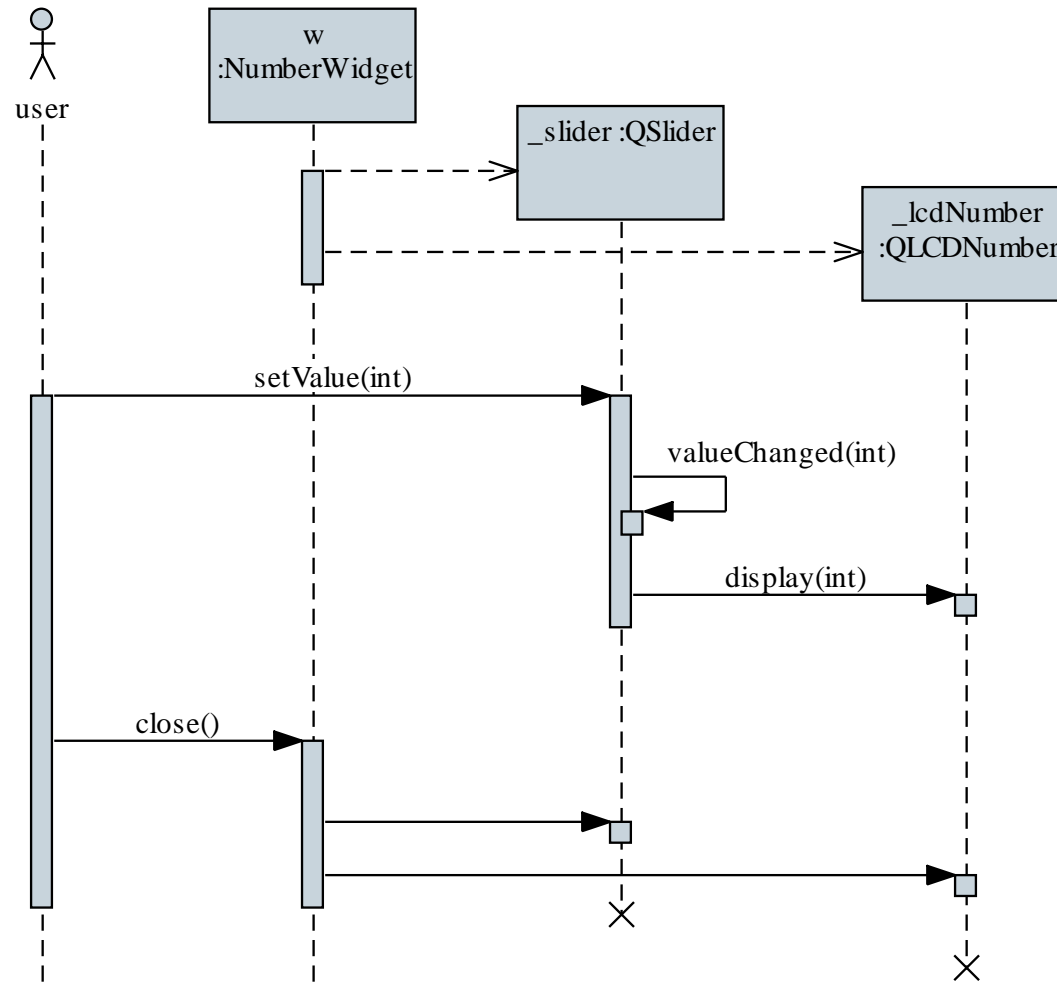 user
w
:NumberWidget
_slider :QSlider
_lcdNumber
:QLCDNumber
setValue(int)
valueChanged(int)
display(int)
close()